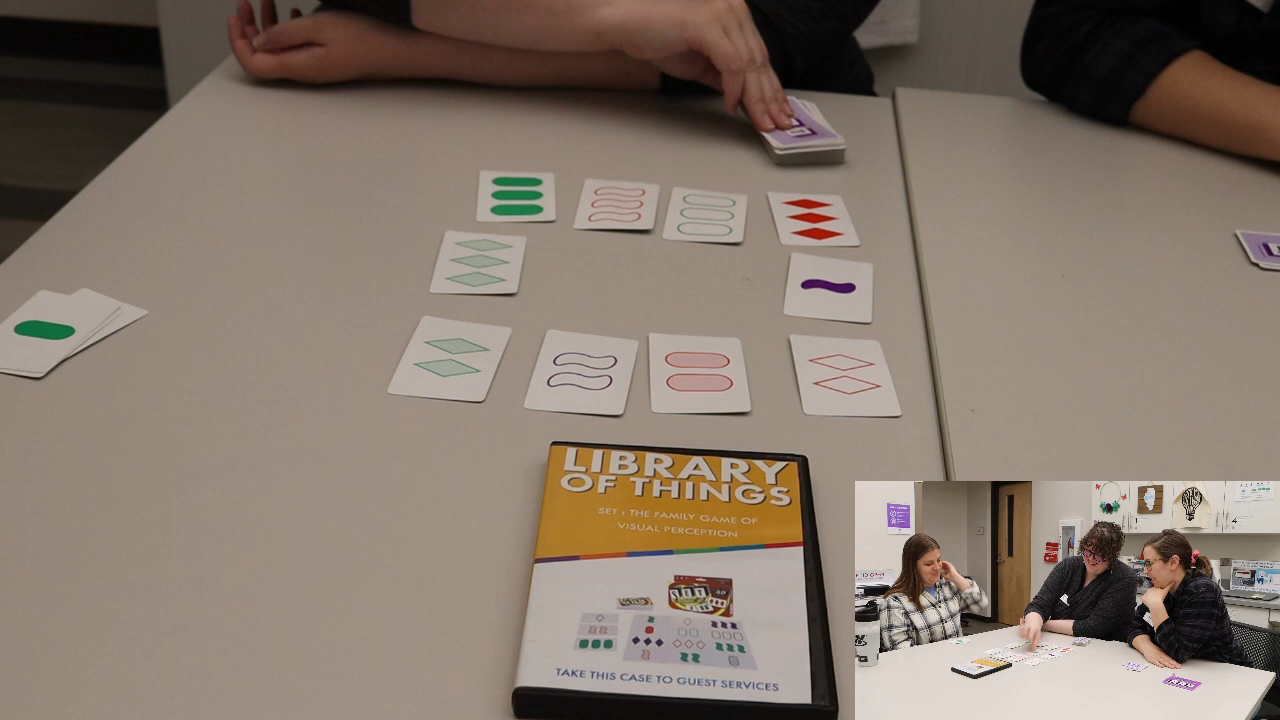 LIBRARY
OF THINGS
SET : THE FAMILY GAME OF
VISUAL PERCEPTION
TAKE THIS CASE TO GUEST SERVICES